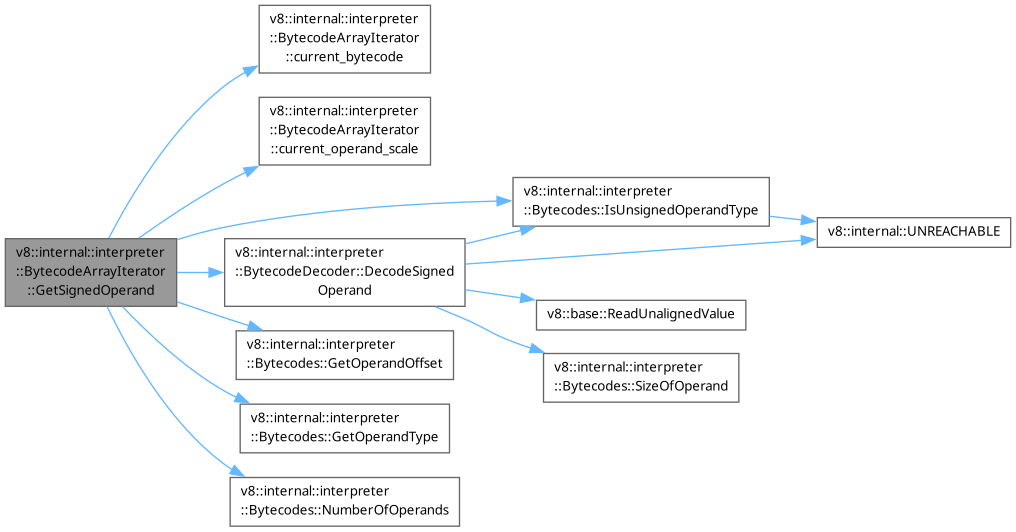 v8::internal::interpreter
::BytecodeArrayIterator
::current_bytecode
v8::internal::interpreter
::BytecodeArrayIterator
::current_operand_scale
v8::internal::interpreter
::Bytecodes::IsUnsignedOperandType
v8::internal::UNREACHABLE
v8::internal::interpreter
::BytecodeArrayIterator
::GetSignedOperand
v8::internal::interpreter
::BytecodeDecoder::DecodeSigned
Operand
v8::base::ReadUnalignedValue
v8::internal::interpreter
::Bytecodes::GetOperandOffset
v8::internal::interpreter
::Bytecodes::SizeOfOperand
v8::internal::interpreter
::Bytecodes::GetOperandType
v8::internal::interpreter
::Bytecodes::NumberOfOperands